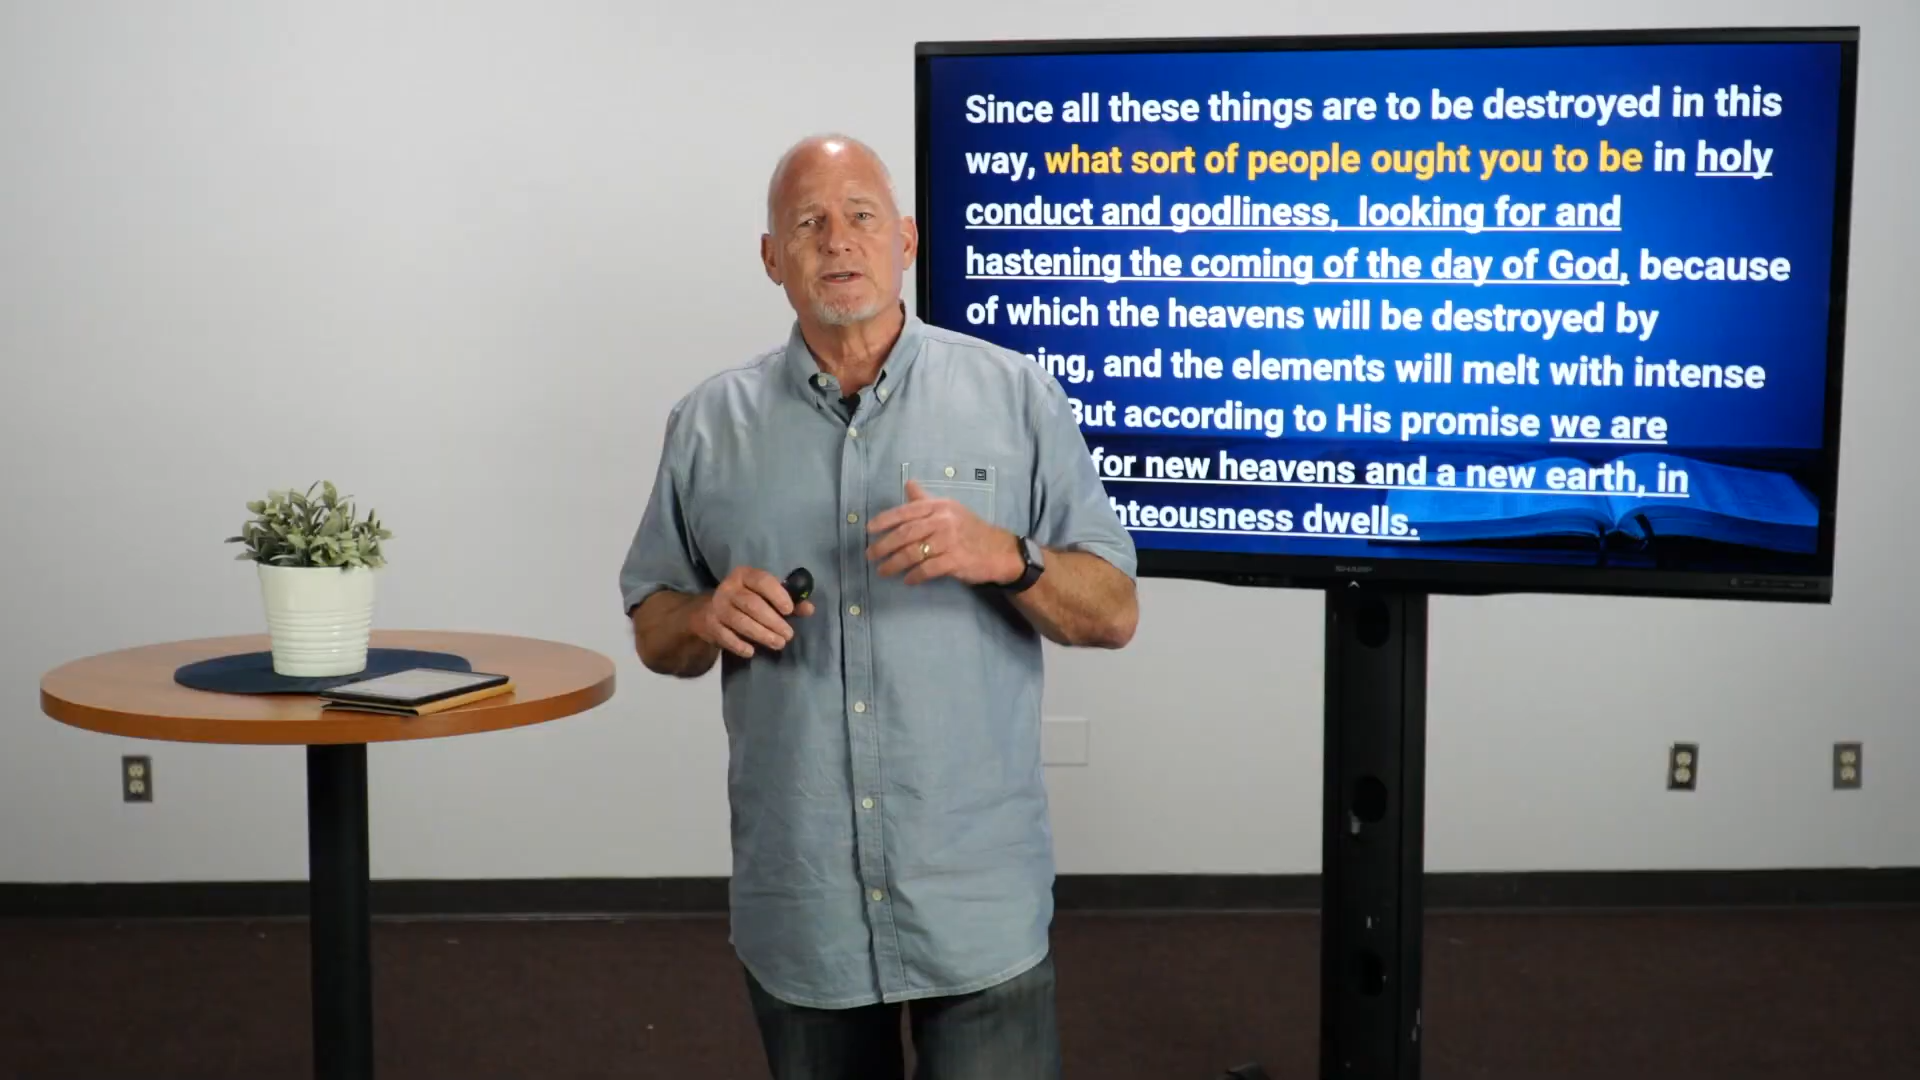 Since all these things are to be destroyed in this
way, what sort of people ought you to be in holy
conduct and godliness, looking for and
hastening the coming of the day of God, because
of which the heavens will be destroyed by
ing, and the elements will melt with intense
But according to His promise we are
for new heavens and a new earth, in
hteousness dwells.
SHARP